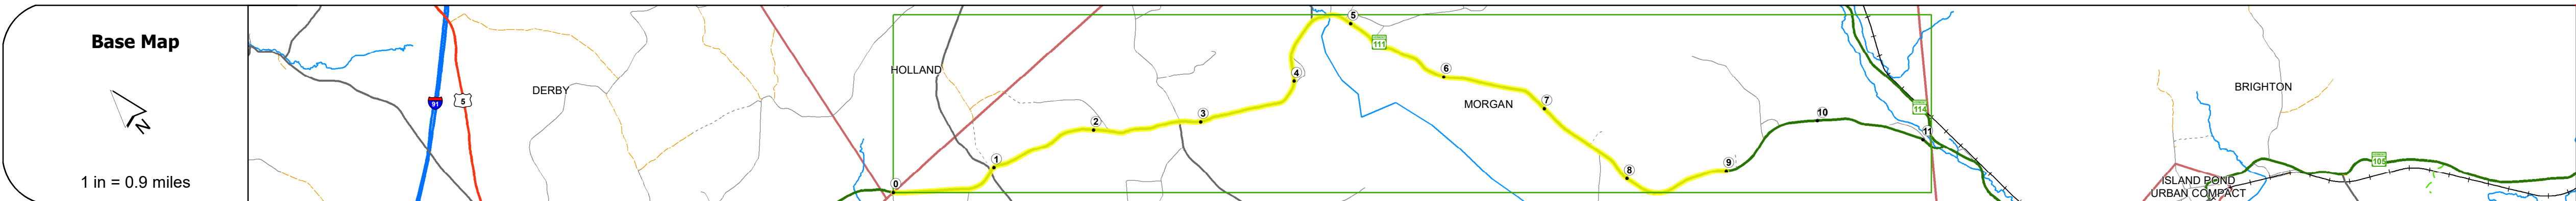 Base Map
N
1 in = 0.9 miles
91
5
DERBY
HOLLAND
0
1
2
3
4
5
111
6
MORGAN
7
8
9
10
114
11
BRIGHTON
ISLAND POND
URBAN COMPACT
105